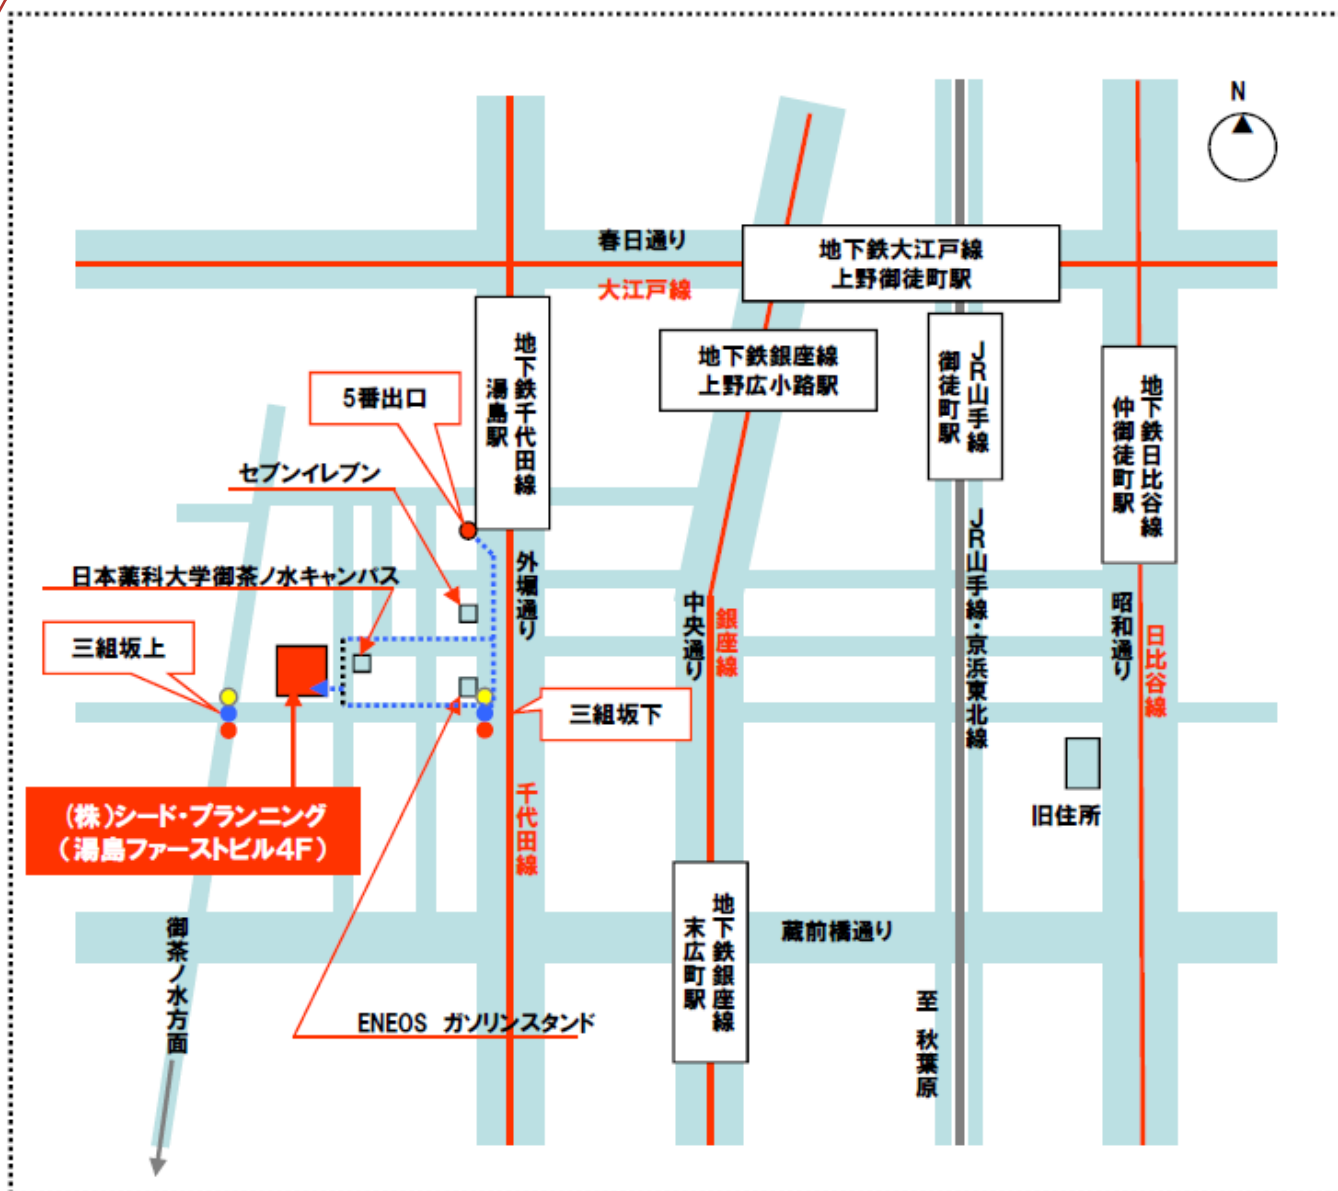 N
春日通り
大江戸線
地下鉄大江戸線
上野御徒町駅
地下鉄千代田線
湯島駅
地下鉄銀座線
上野広小路駅
JR山手線
御徒町駅
地下鉄日比谷線
仲御徒町駅
5番出口
セブンイレブン
日本薬科大学御茶ノ水キャンパス
三組坂上
外堀通り
中央通り
銀座線
JR山手線・京浜東北線
昭和通り
日比谷線
三組坂下
旧住所
(株)シード・プランニング
(湯島ファーストビル4F)
千代田線
地下鉄銀座線
末広町駅
蔵前橋通り
御茶ノ水方面
ENEOS ガソリンスタンド
至 秋葉原